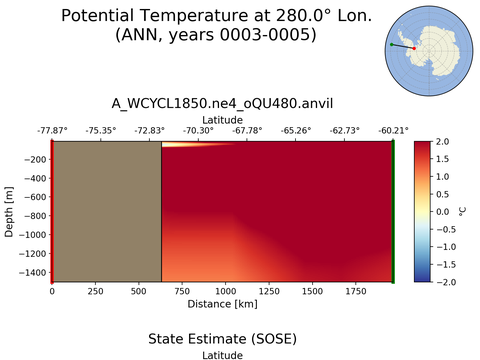 Potential Temperature at 280.0° Lon.
(ANN, years 0003-0005)
A_WCYCL1850.ne4_oQU480.anvil
Latitude
-77.87° -75.35° -72.83° -70.30° -67.78° -65.26° -62.73° -60.21°
Depth [m]
−200
−400
−600
−800
−1000
−1200
−1400
0 250 500 750 1000 1250 1500 1750
Distance [km]
2.0
1.5
1.0
0.5
0.0
−0.5
−1.0
−1.5
−2.0
°C
State Estimate (SOSE)
Latitude